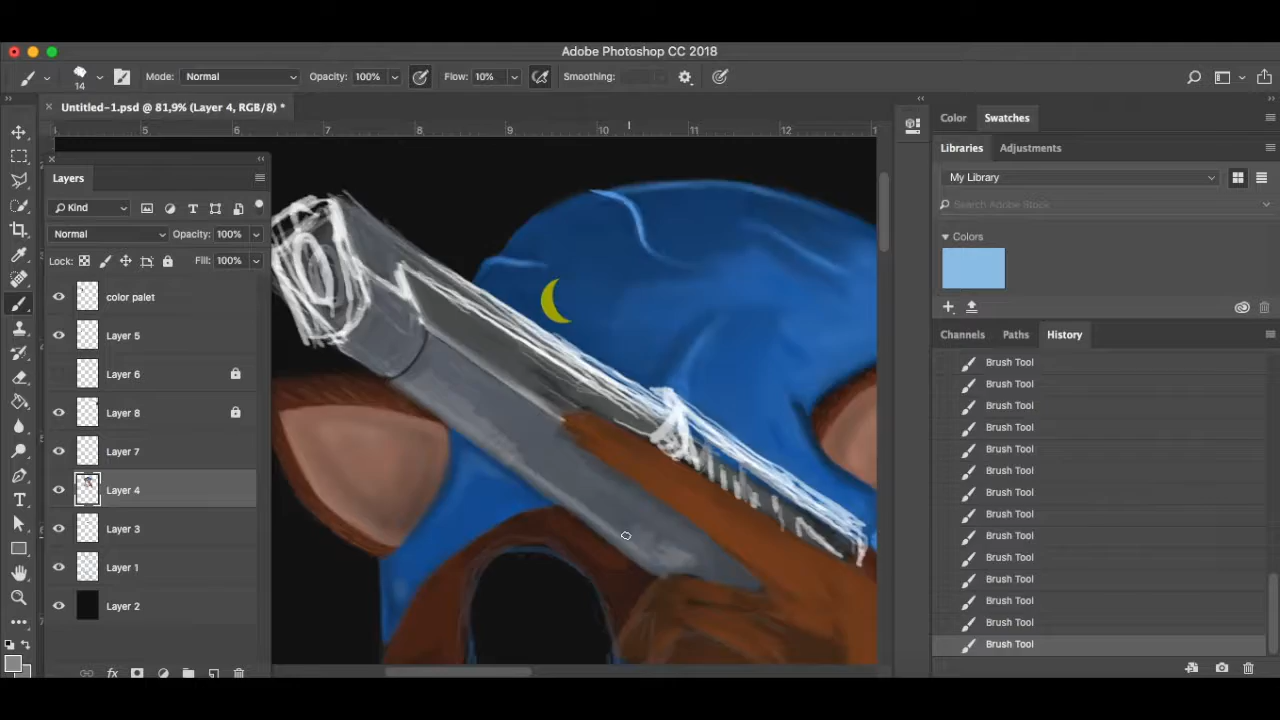 Adobe Photoshop CC 2018
14
Mode: Normal
Opacity: 100%
Flow: 10%
Smoothing:
Untitled-1.psd @ 81,9% (Layer 4, RGB/8) *
5 6 7 8 9 10 11 12
Layers
Kind
Normal
Opacity: 100%
Lock:
Fill: 100%
color palet
Layer 5
Layer 6
Layer 8
Layer 7
Layer 4
Layer 3
Layer 1
Layer 2
fx
Color
Swatches
Libraries
Adjustments
My Library
Search Adobe Stock
Colors
Channels
Paths
History
Brush Tool
Brush Tool
Brush Tool
Brush Tool
Brush Tool
Brush Tool
Brush Tool
Brush Tool
Brush Tool
Brush Tool
Brush Tool
Brush Tool
Brush Tool
Brush Tool